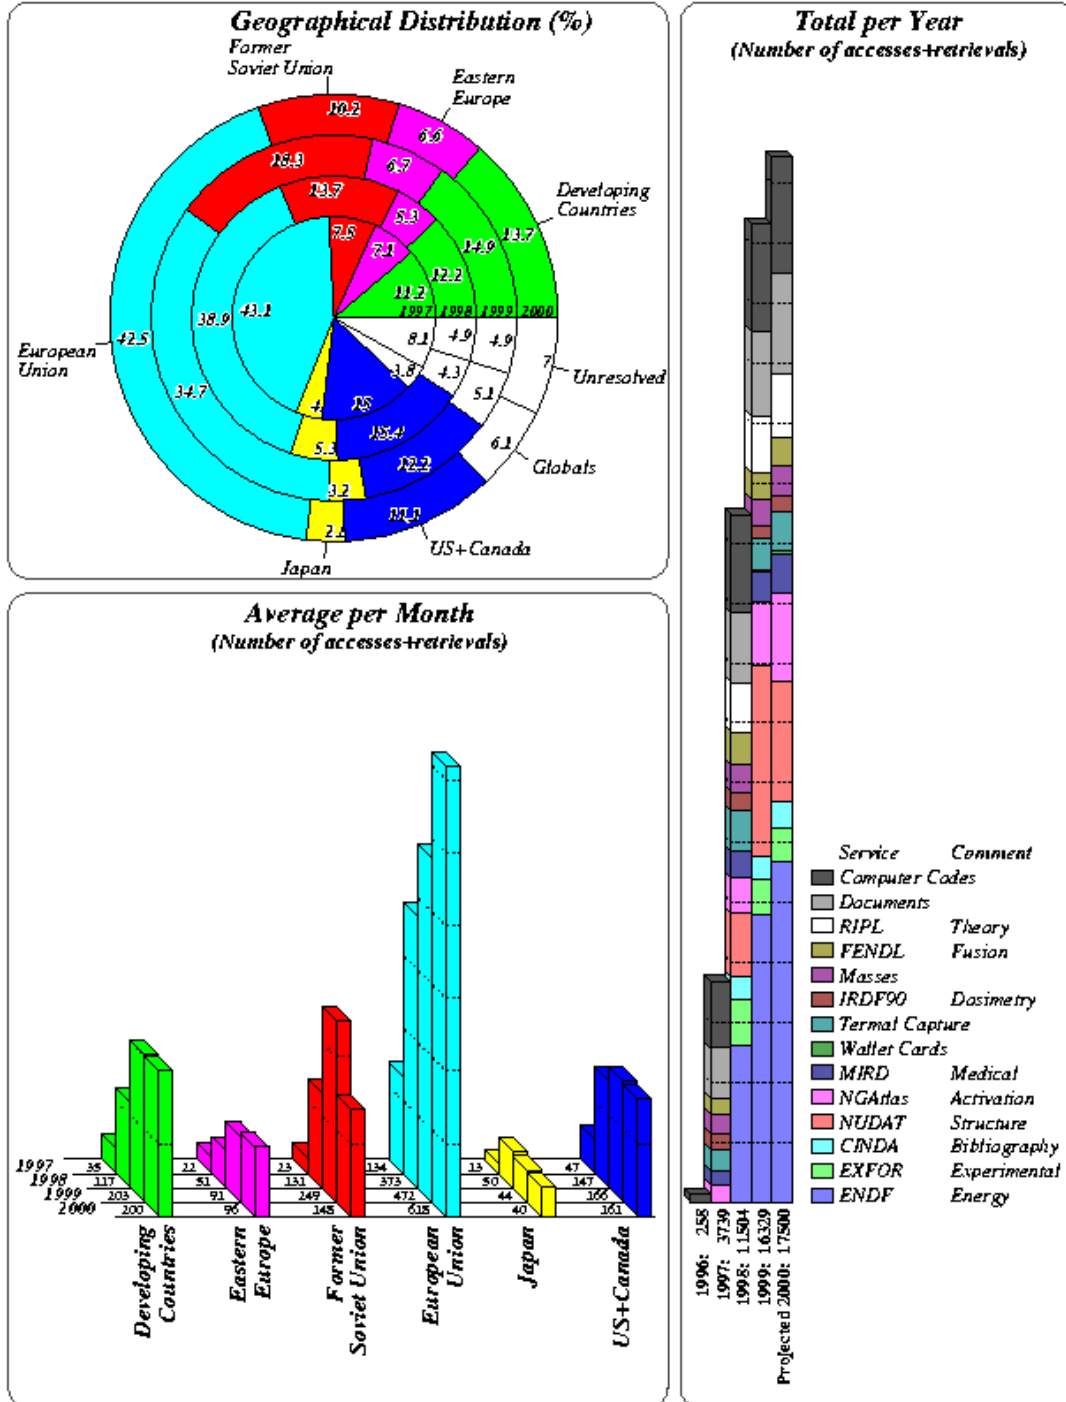 Geographical Distribution (%)
Former
Soviet Union
Eastern
Europe
Developing
Countries
European
Union
Unresolved
Globals
US+Canada
Japan
10.2
6.6
13.7
18.3
6.7
14.9
13.7
5.3
12.2
7.5
7.1
11.2
1997 1998 1999 2000
42.5
34.7
38.9
43.1
8.1
4.9
4.9
7
3.8
4.3
5.1
6.1
15
15.4
12.2
11.1
5.3
3.2
Average per Month
(Number of accesses+retrievals)
1997
1998
1999
2000
35 22 23 134 13 47
117 51 131 373 50 147
203 91 249 472 44 166
200 96 148 618 40 161
Developing
Countries
Eastern
Europe
Former
Soviet Union
European
Union
Japan
US+Canada
Total per Year
(Number of accesses+retrievals)
Service Comment
Computer Codes
Documents
RIPL Theory
FENDL Fusion
Masses
IRDF90 Dosimetry
Termal Capture
Wallet Cards
MIRD Medical
NGAtlas Activation
NUDAT Structure
CINDA Bibliography
EXFOR Experimental
ENDF Energy
1996: 258
1997: 3739
1998: 11504
1999: 16329
Projected 2000: 17500